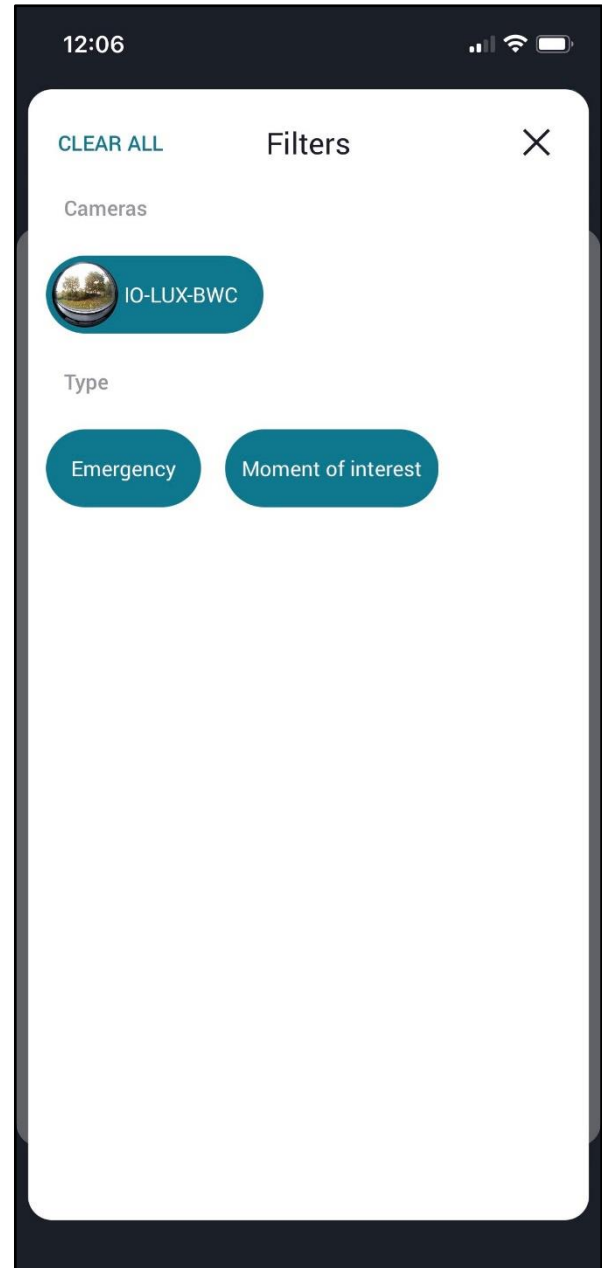 12:06
CLEAR ALL Filters
Cameras
IO-LUX-BWC
Type
Emergency Moment of interest